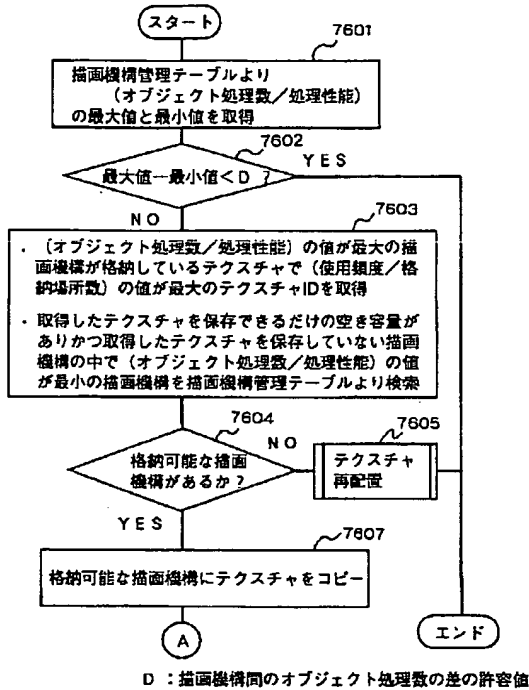 スタート
7601
描画機構管理テーブルより
(オブジェクト処理数/処理性能)
の最大値と最小値を取得
7602
最大値ー最小値<D ?
YES
NO
7603
・ (オブジェクト処理数/処理性能)の値が最大の描
画機構が格納しているテクスチャで(使用頻度/格
納場所数)の値が最大のテクスチャIDを取得
・ 取得したテクスチャを保存できるだけの空き容量が
ありかつ取得したテクスチャを保存していない描画
機構の中で(オブジェクト処理数/処理性能)の値
が最小の描画機構を描画機構管理テーブルより検索
7604
格納可能な描画
機構があるか?
NO
7605
テクスチャ
再配置
YES
7607
格納可能な描画機構にテクスチャをコピー
A
エンド
D :描画機構間のオブジェクト処理数の差の許容値